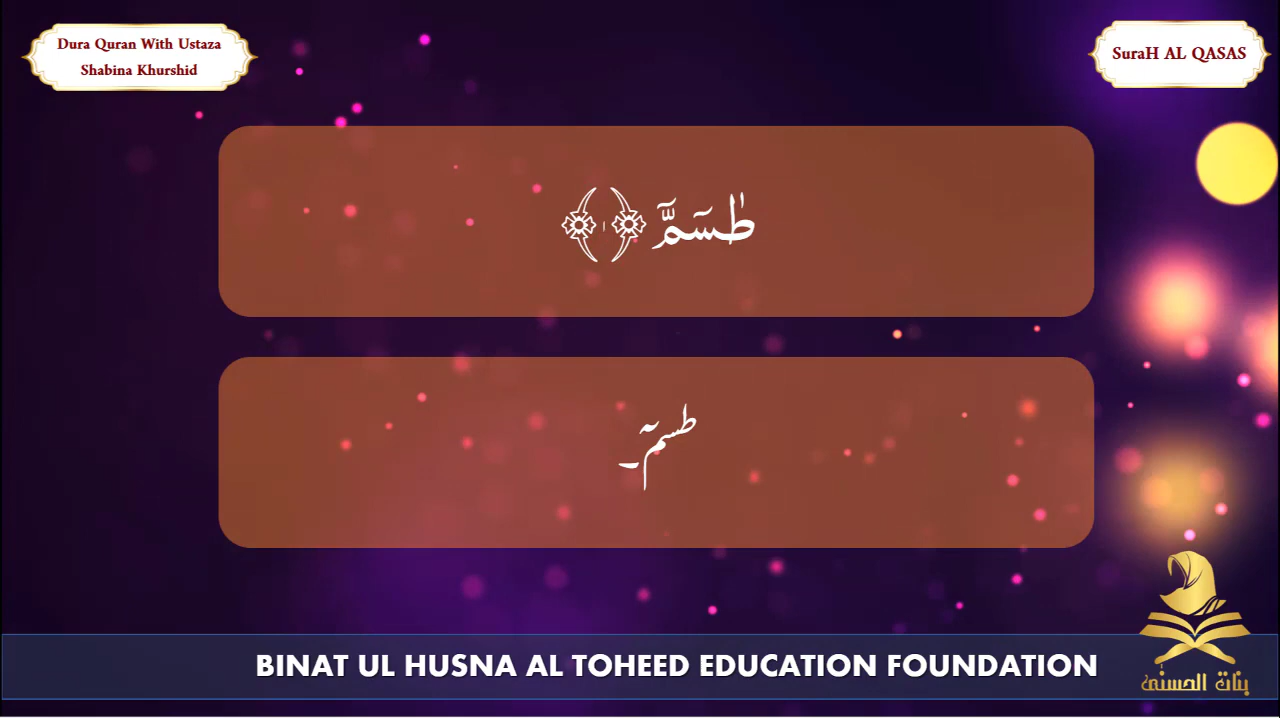 Dura Quran With Ustaza
Shabina Khurshid
SuraH AL QASAS
طٰسٓمّٓ ﴿١﴾
طسمٓ۔
BINAT UL HUSNA AL TOHEED EDUCATION FOUNDATION
بنات الحسنٰى